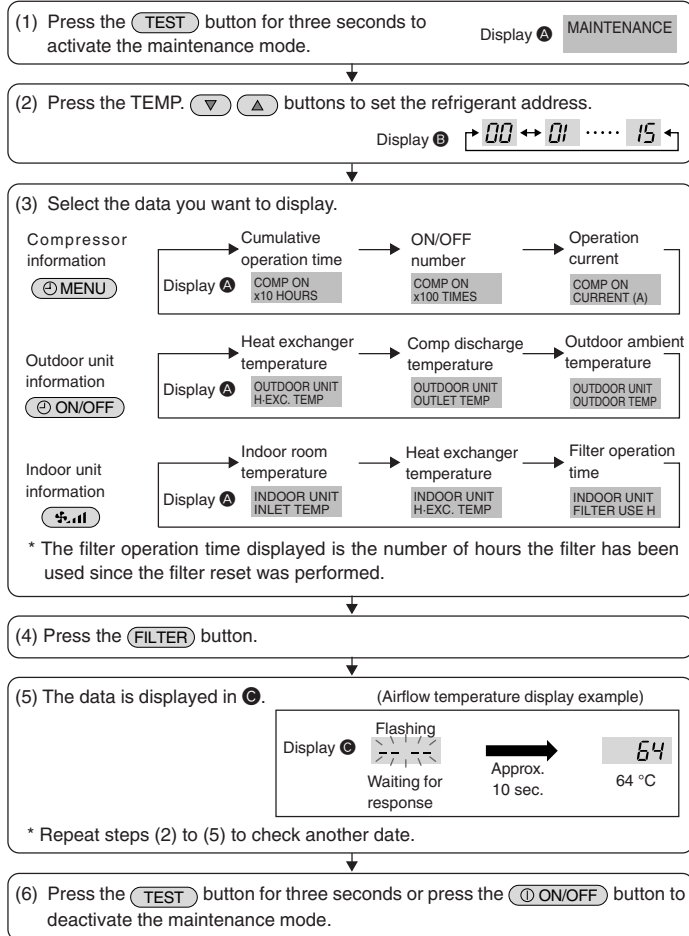 (1) Press the TEST button for three seconds to
activate the maintenance mode.
Display A
MAINTENANCE
(2) Press the TEMP. ▼ ▲ buttons to set the refrigerant address.
Display B 00 ↔ 01 ····· 15
(3) Select the data you want to display.
Compressor
information
MENU
Cumulative
operation time
ON/OFF
number
Operation
current
Display A
COMP ON
x10 HOURS
COMP ON
x100 TIMES
COMP ON
CURRENT (A)
Outdoor unit
information
ON/OFF
Heat exchanger
temperature
Comp discharge
temperature
Outdoor ambient
temperature
Display A
OUTDOOR UNIT
H·EXC. TEMP
OUTDOOR UNIT
OUTLET TEMP
OUTDOOR UNIT
OUTDOOR TEMP
Indoor unit
information
Indoor room
temperature
Heat exchanger
temperature
Filter operation
time
Display A
INDOOR UNIT
INLET TEMP
INDOOR UNIT
H·EXC. TEMP
INDOOR UNIT
FILTER USE H
* The filter operation time displayed is the number of hours the filter has been
used since the filter reset was performed.
(4) Press the FILTER button.
(5) The data is displayed in C.
(Airflow temperature display example)
Display C
Flashing
-- --
Waiting for
response
Approx.
10 sec.
64
64 °C
* Repeat steps (2) to (5) to check another date.
(6) Press the TEST button for three seconds or press the ON/OFF button to
deactivate the maintenance mode.